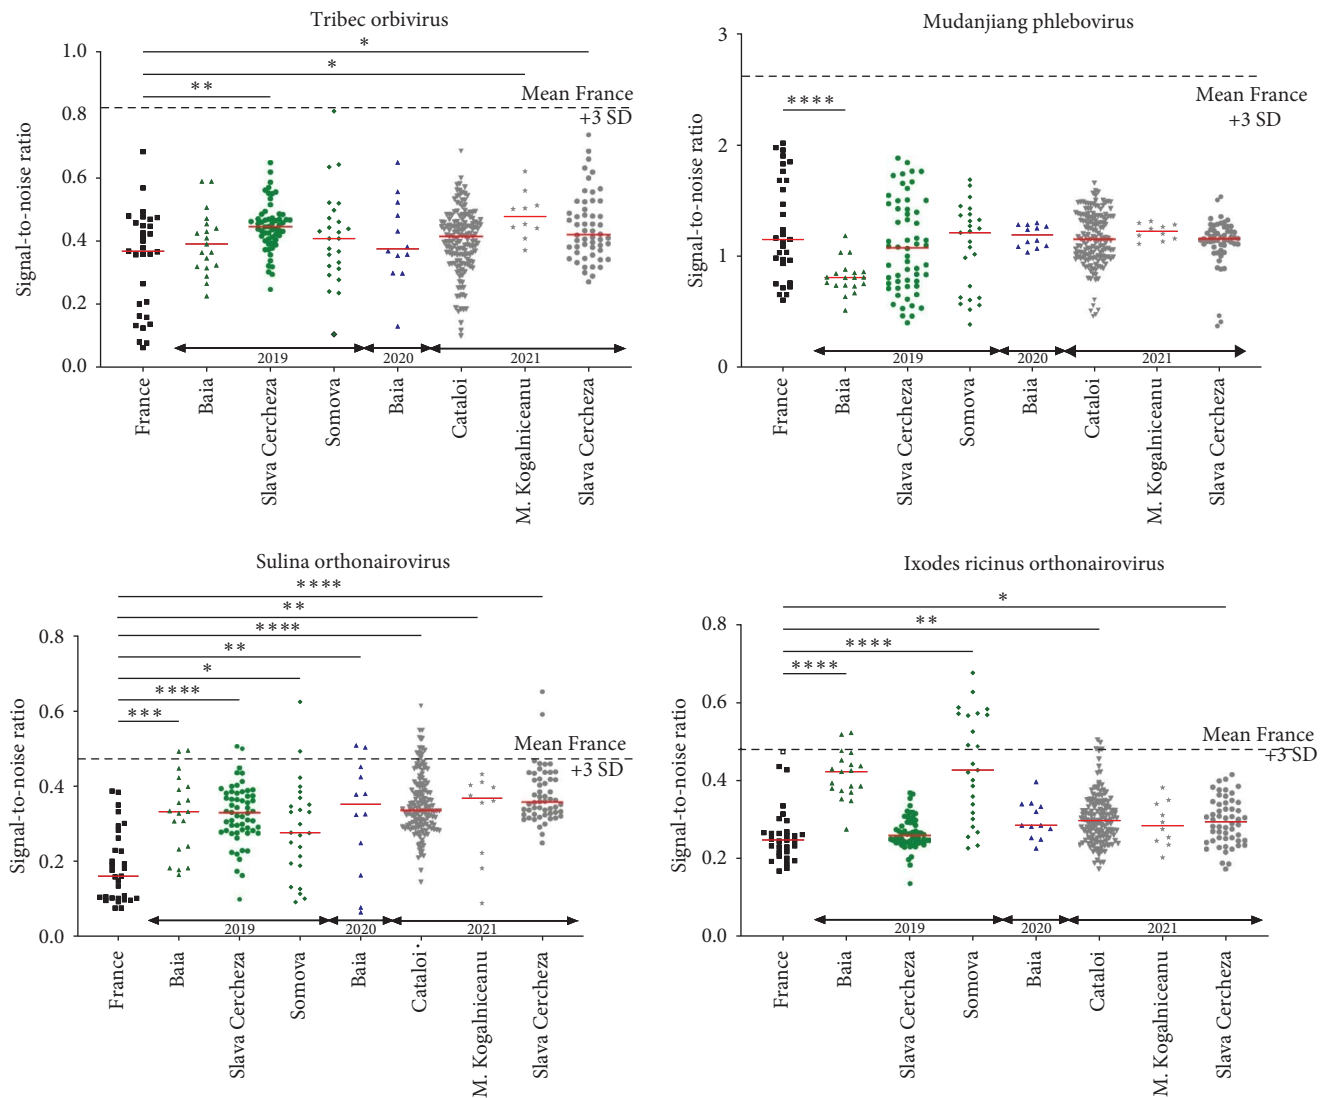 Tribec orbivirus
Signal-to-noise ratio
1.0
0.8
0.6
0.4
0.2
0.0
*
*
**
Mean France
+3 SD
2019
2020
2021
France
Baia
Slava Cercheza
Somova
Baia
Cataloi
M. Kogalniceanu
Slava Cercheza
Mudanjiang phlebovirus
Signal-to-noise ratio
3
2
1
0
****
Mean France
+3 SD
2019
2020
2021
France
Baia
Slava Cercheza
Somova
Baia
Cataloi
M. Kogalniceanu
Slava Cercheza
Sulina orthonairovirus
Signal-to-noise ratio
0.8
0.6
0.4
0.2
0.0
****
**
****
**
*
****
***
Mean France
+3 SD
2019
2020
2021
France
Baia
Slava Cercheza
Somova
Baia
Cataloi
M. Kogalniceanu
Slava Cercheza
Ixodes ricinus orthonairovirus
Signal-to-noise ratio
0.8
0.6
0.4
0.2
0.0
*
**
****
****
Mean France
+3 SD
2019
2020
2021
France
Baia
Slava Cercheza
Somova
Baia
Cataloi
M. Kogalniceanu
Slava Cercheza